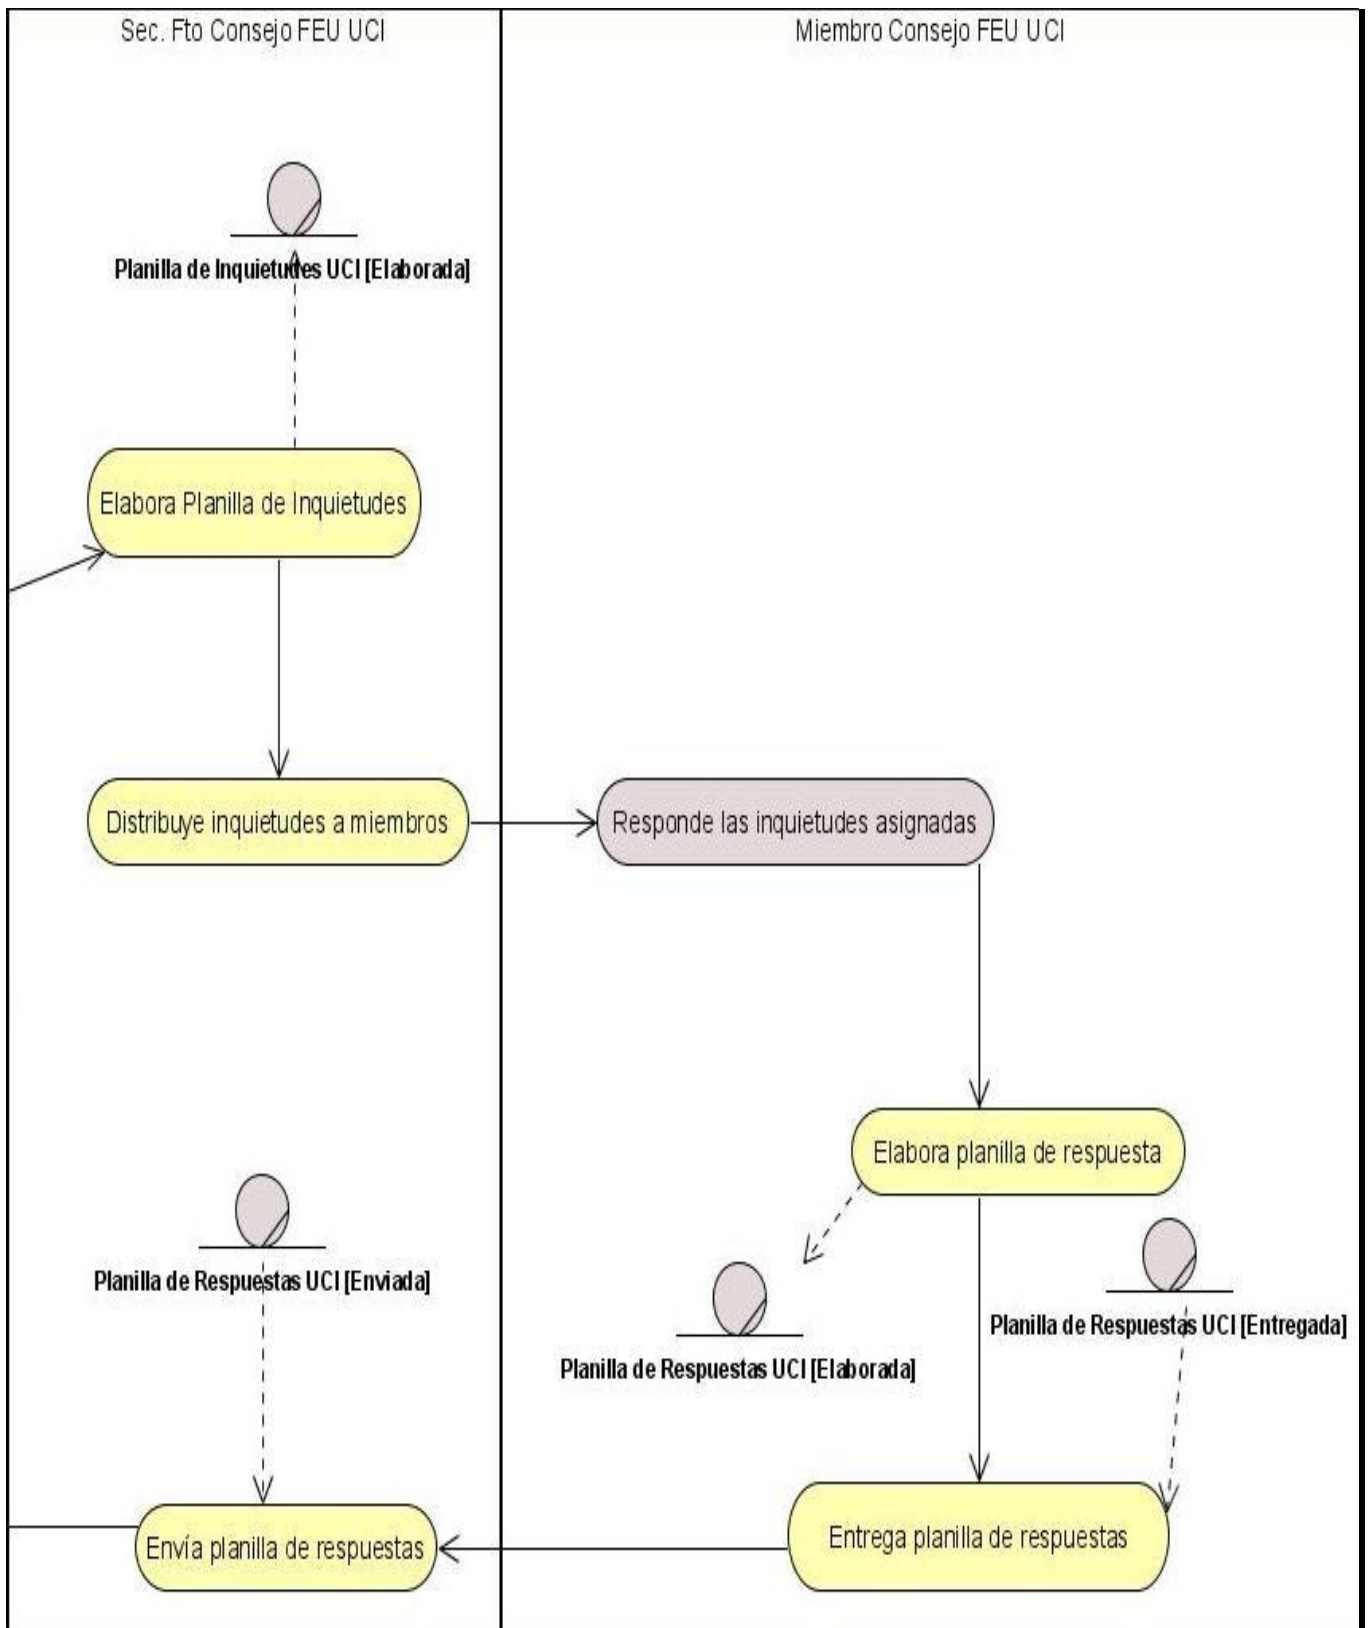 Sec. Fto Consejo FEU UCI
Miembro Consejo FEU UCI
Planilla de Inquietudes UCI [Elaborada]
Elabora Planilla de Inquietudes
Distribuye inquietudes a miembros
Responde las inquietudes asignadas
Elabora planilla de respuesta
Planilla de Respuestas UCI [Enviada]
Planilla de Respuestas UCI [Elaborada]
Planilla de Respuestas UCI [Entregada]
Envía planilla de respuestas
Entrega planilla de respuestas